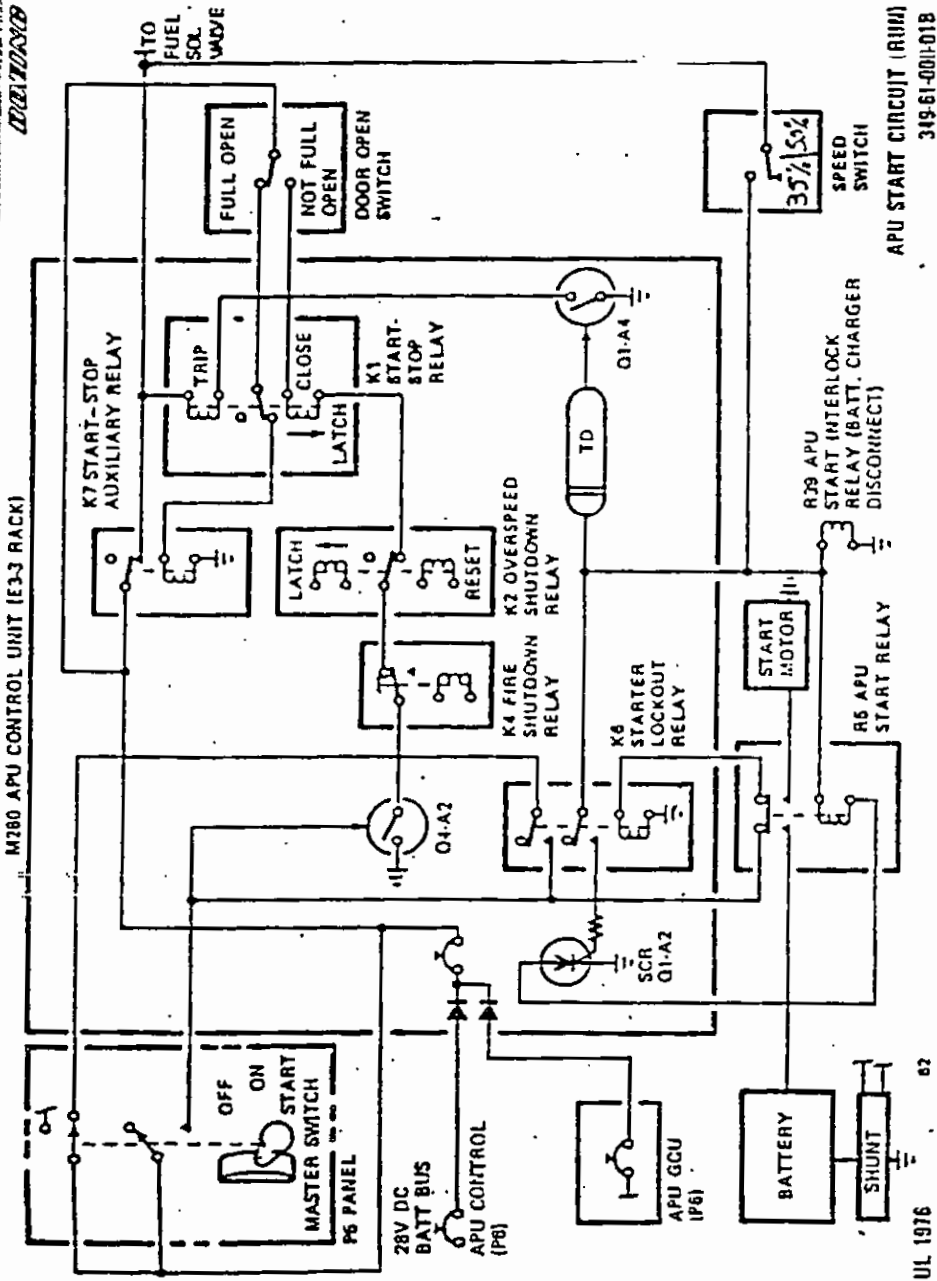 M280 APU CONTROL UNIT (E3-3 RACK)
TO
FUEL
SOL
VALVE
FULL OPEN
NOT FULL
OPEN
DOOR OPEN
SWITCH
K7 START-STOP
AUXILIARY RELAY
TRIP
CLOSE
LATCH
K1
START-
STOP
RELAY
LATCH
RESET
K2 OVERSPEED
SHUTDOWN
RELAY
K4 FIRE
SHUTDOWN
RELAY
Q4-A2
Q1-A4
TD
35% 50%
SPEED
SWITCH
K6
STARTER
LOCKOUT
RELAY
SCR
Q1-A2
R39 APU
START INTERLOCK
RELAY (BATT. CHARGER
DISCONNECT)
START
MOTOR
R5 APU
START RELAY
OFF
ON
START
MASTER SWITCH
P6 PANEL
28V DC
BATT BUS
APU CONTROL
(P6)
APU GCU
(P6)
BATTERY
SHUNT
APU START CIRCUIT (RUN)
349-61-00II-01B
UL 1976
62